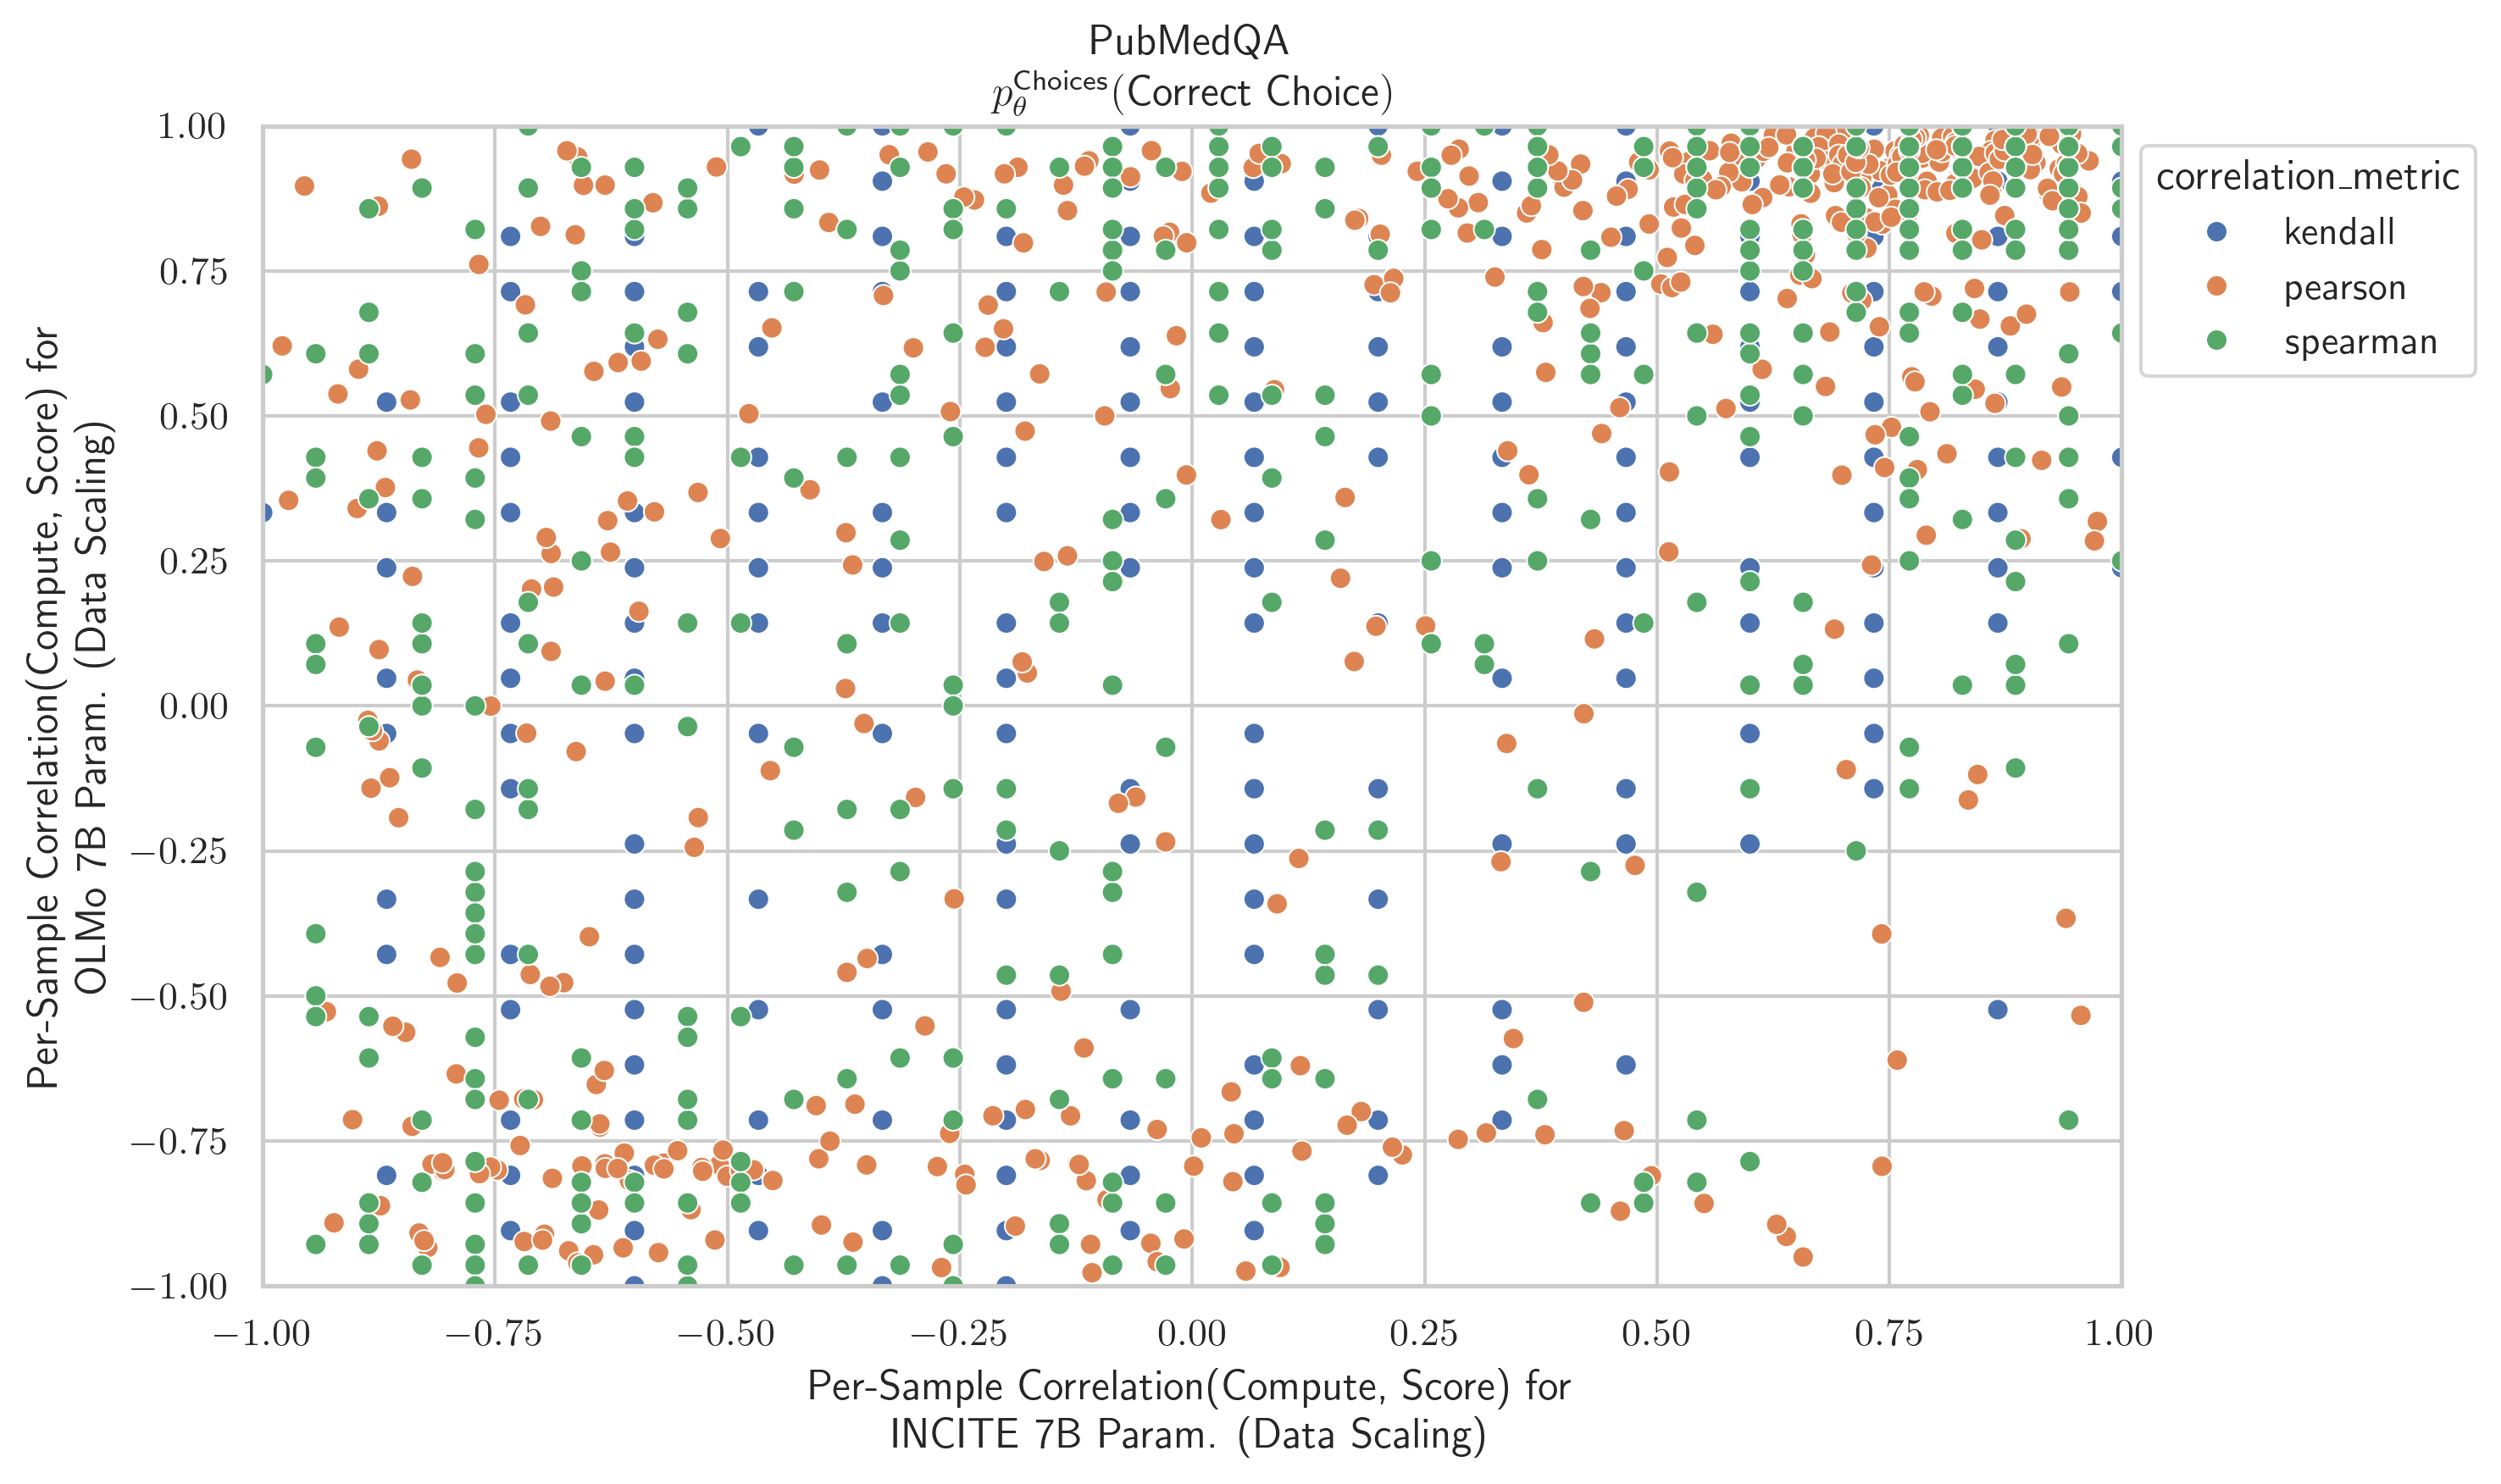 PubMedQA
p_θ^Choices(Correct Choice)
1.00
0.75
0.50
0.25
0.00
−0.25
−0.50
−0.75
−1.00
Per-Sample Correlation(Compute, Score) for
OLMo 7B Param. (Data Scaling)
−1.00 −0.75 −0.50 −0.25 0.00 0.25 0.50 0.75 1.00
Per-Sample Correlation(Compute, Score) for
INCITE 7B Param. (Data Scaling)
correlation_metric
kendall
pearson
spearman